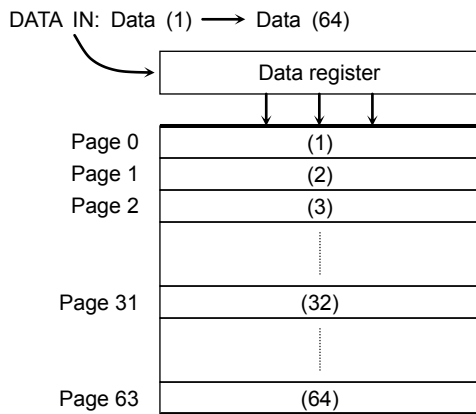 DATA IN: Data (1) Data (64)
Data register
Page 0 (1)
Page 1 (2)
Page 2 (3)
Page 31 (32)
Page 63 (64)